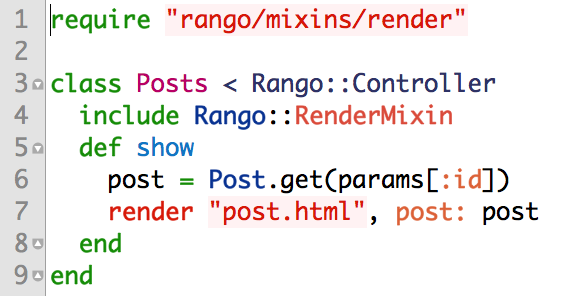 1 require "rango/mixins/render"
2
3 class Posts < Rango::Controller
4   include Rango::RenderMixin
5   def show
6     post = Post.get(params[:id])
7     render "post.html", post: post
8   end
9 end